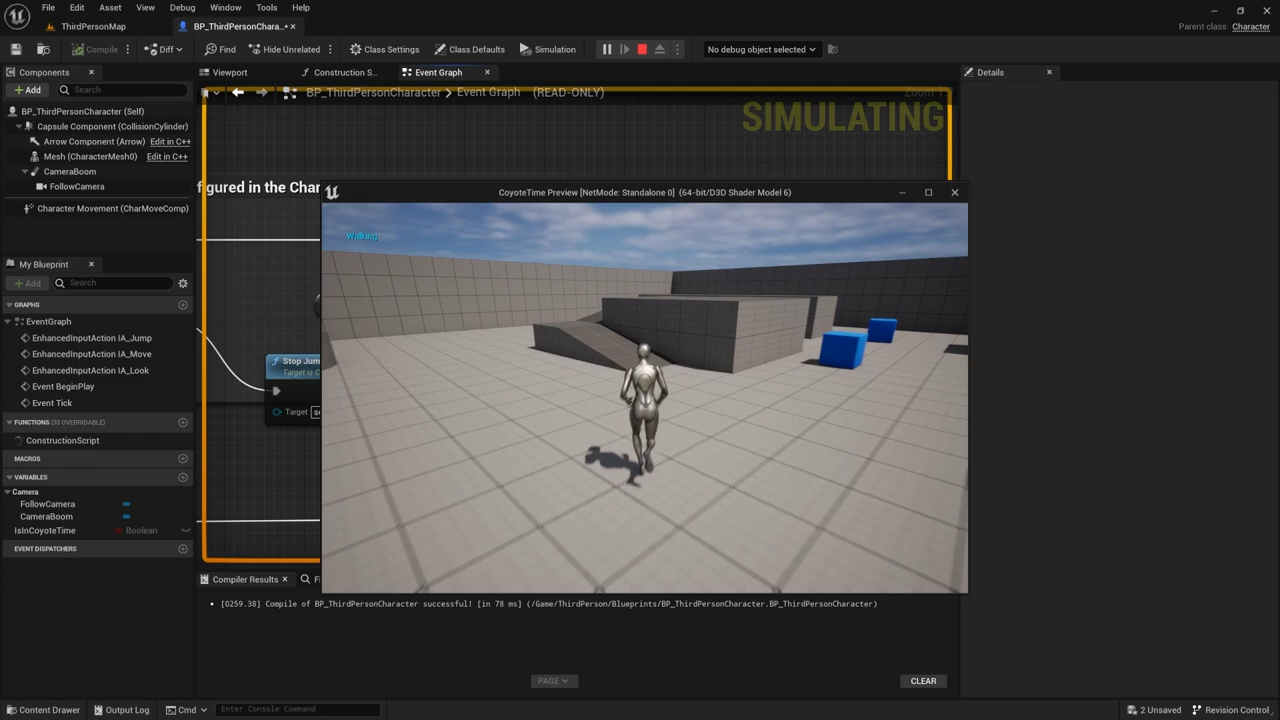 File Edit Asset View Debug Window Tools Help
ThirdPersonMap
BP_ThirdPersonChara...•
Parent class: Character
Compile
Diff
Find
Hide Unrelated
Class Settings
Class Defaults
Simulation
No debug object selected
Components
Viewport
Construction S...
Event Graph
Details
+ Add
Search
BP_ThirdPersonCharacter > Event Graph (READ-ONLY)
SIMULATING
BP_ThirdPersonCharacter (Self)
Capsule Component (CollisionCylinder)
Arrow Component (Arrow) Edit in C++
Mesh (CharacterMesh0) Edit in C++
CameraBoom
FollowCamera
Character Movement (CharMoveComp)
figured in the Char
CoyoteTime Preview [NetMode: Standalone 0] (64-bit/D3D Shader Model 6)
Walking
My Blueprint
+ Add
Search
GRAPHS
EventGraph
EnhancedInputAction IA_Jump
EnhancedInputAction IA_Move
EnhancedInputAction IA_Look
Event BeginPlay
Event Tick
FUNCTIONS (33 OVERRIDABLE)
ConstructionScript
MACROS
VARIABLES
Camera
FollowCamera
CameraBoom
IsInCoyoteTime Boolean
EVENT DISPATCHERS
Stop Jum
Target is C
Target se
Compiler Results
Fi
• [0259.38] Compile of BP_ThirdPersonCharacter successful! [in 78 ms] (/Game/ThirdPerson/Blueprints/BP_ThirdPersonCharacter.BP_ThirdPersonCharacter)
PAGE
CLEAR
Content Drawer
Output Log
Cmd
Enter Console Command
2 Unsaved
Revision Control